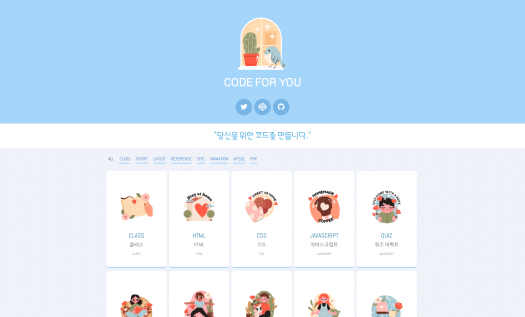 CODE FOR YOU
"당신을 위한 코드를 만듭니다."
ALL CLASS SCRIPT LAYOUT REFERENCE SITE ANIMATION MYSQL PHP
CLASS HTML CSS JAVASCRIPT QUIZ
클래스 HTML CSS 자바스크립트 퀴즈 이펙트
CLASS HTML CSS JAVASCRIPT JAVASCRIPT